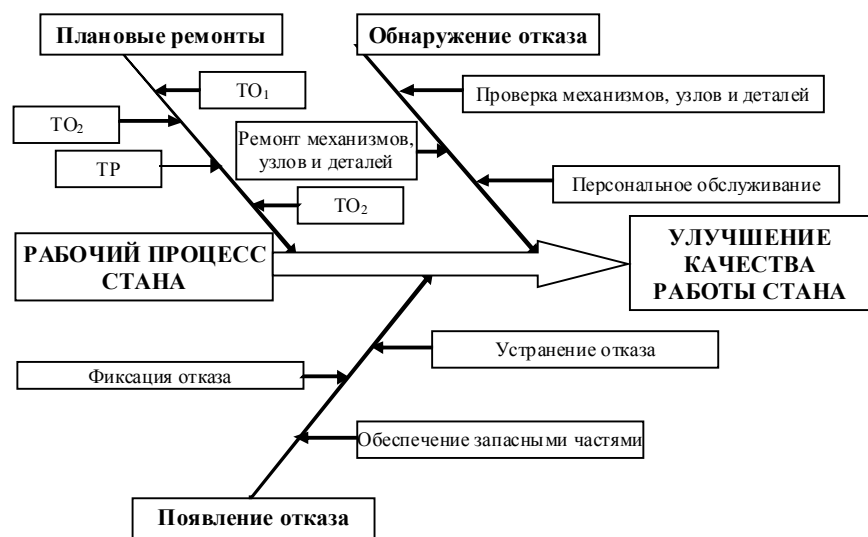 Плановые ремонты
Обнаружение отказа
ТО₁
Проверка механизмов, узлов и деталей
ТО₂
Ремонт механизмов,
узлов и деталей
ТР
Персональное обслуживание
ТО₂
РАБОЧИЙ ПРОЦЕСС
СТАНА
УЛУЧШЕНИЕ
КАЧЕСТВА
РАБОТЫ СТАНА
Устранение отказа
Фиксация отказа
Обеспечение запасными частями
Появление отказа